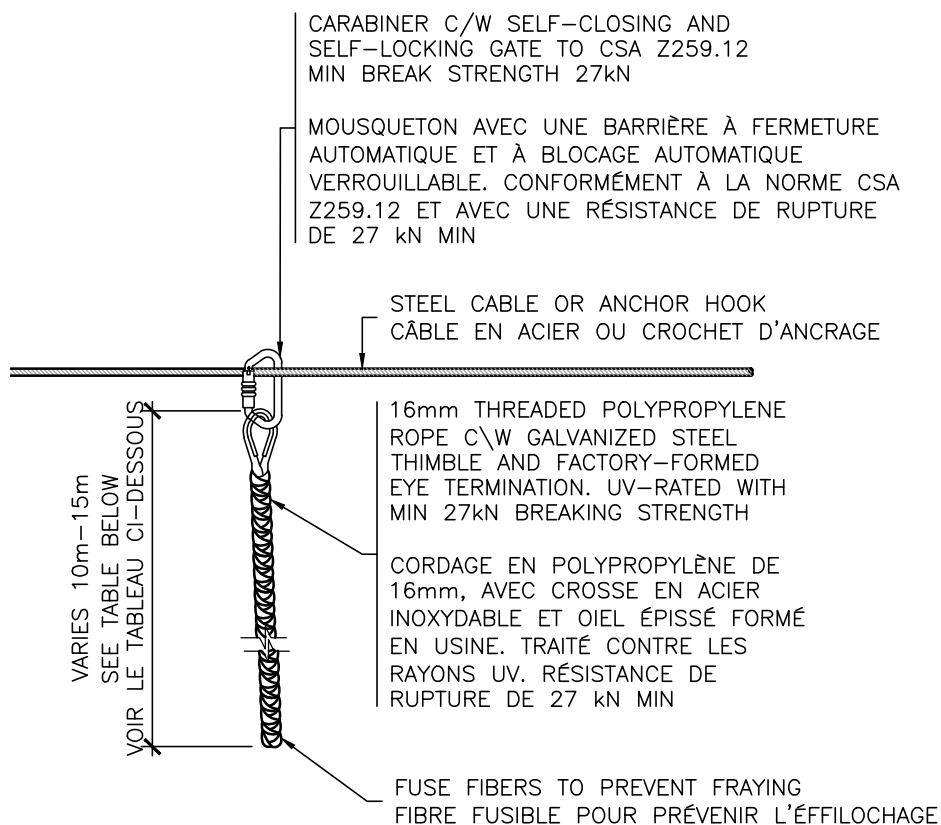 CARABINER C/W SELF-CLOSING AND
SELF-LOCKING GATE TO CSA Z259.12
MIN BREAK STRENGTH 27kN
MOUSQUETON AVEC UNE BARRIÈRE À FERMETURE
AUTOMATIQUE ET À BLOCAGE AUTOMATIQUE
VERROUILLABLE. CONFORMÉMENT À LA NORME CSA
Z259.12 ET AVEC UNE RÉSISTANCE DE RUPTURE
DE 27 kN MIN
STEEL CABLE OR ANCHOR HOOK
CÂBLE EN ACIER OU CROCHET D'ANCRAGE
16mm THREADED POLYPROPYLENE
ROPE C\W GALVANIZED STEEL
THIMBLE AND FACTORY-FORMED
EYE TERMINATION. UV-RATED WITH
MIN 27kN BREAKING STRENGTH
CORDAGE EN POLYPROPYLÈNE DE
16mm, AVEC CROSSE EN ACIER
INOXYDABLE ET OIEL ÉPISSÉ FORMÉ
EN USINE. TRAITÉ CONTRE LES
RAYONS UV. RÉSISTANCE DE
RUPTURE DE 27 kN MIN
VARIES 10m-15m
SEE TABLE BELOW
VOIR LE TABLEAU CI-DESSOUS
FUSE FIBERS TO PREVENT FRAYING
FIBRE FUSIBLE POUR PRÉVENIR L'ÉFFILOCHAGE